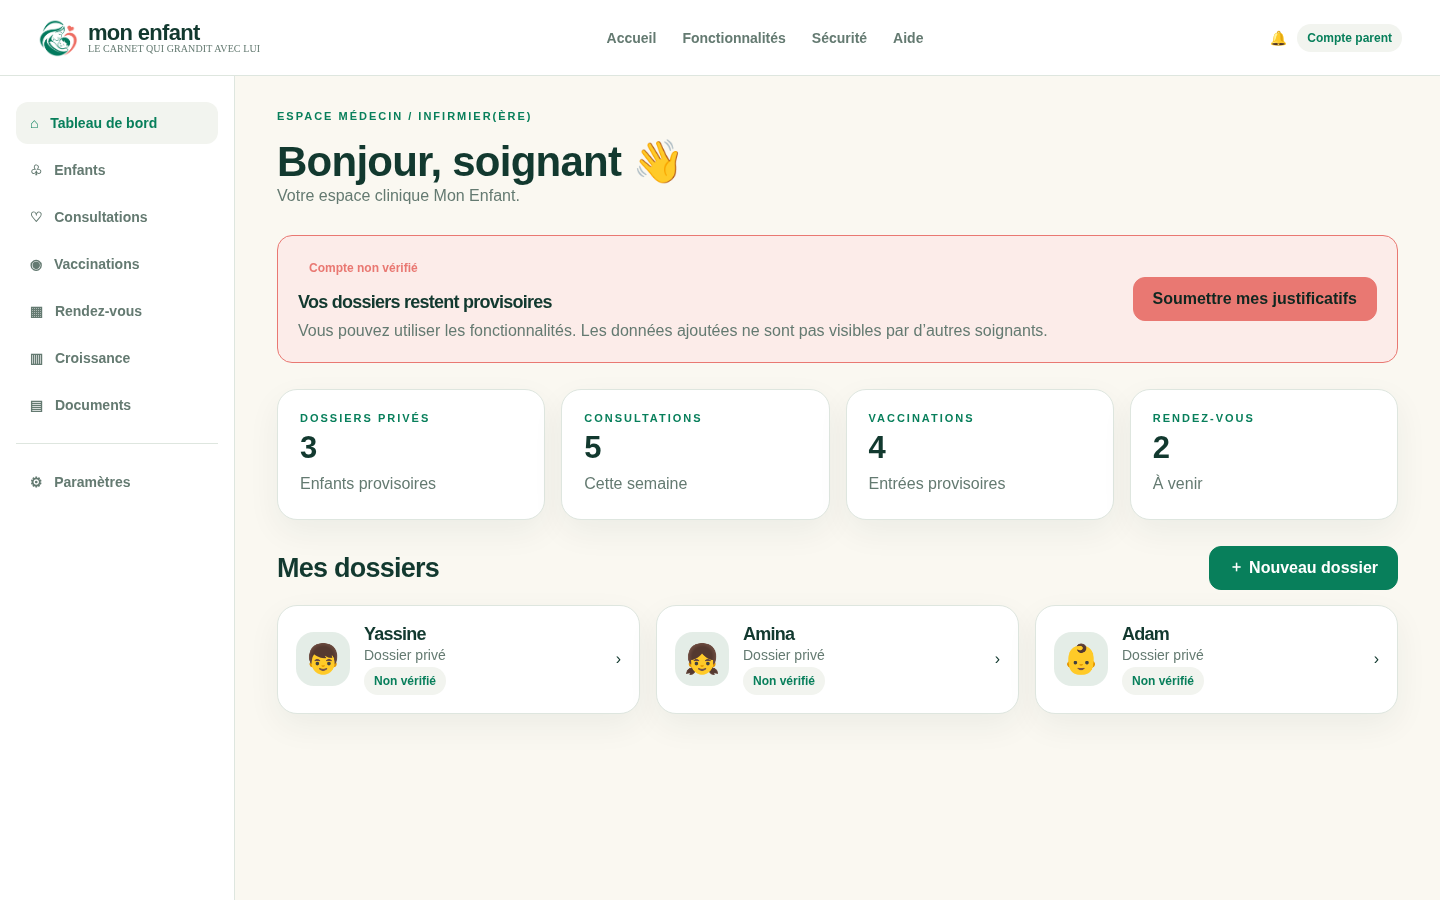 mon enfant
LE CARNET QUI GRANDIT AVEC LUI
Accueil
Fonctionnalités
Sécurité
Aide
Compte parent
Tableau de bord
Enfants
Consultations
Vaccinations
Rendez-vous
Croissance
Documents
Paramètres
ESPACE MÉDECIN / INFIRMIER(ÈRE)
Bonjour, soignant 👋
Votre espace clinique Mon Enfant.
Compte non vérifié
Vos dossiers restent provisoires
Vous pouvez utiliser les fonctionnalités. Les données ajoutées ne sont pas visibles par d’autres soignants.
Soumettre mes justificatifs
DOSSIERS PRIVÉS
3
Enfants provisoires
CONSULTATIONS
5
Cette semaine
VACCINATIONS
4
Entrées provisoires
RENDEZ-VOUS
2
À venir
Mes dossiers
+ Nouveau dossier
Yassine
Dossier privé
Non vérifié
›
Amina
Dossier privé
Non vérifié
›
Adam
Dossier privé
Non vérifié
›